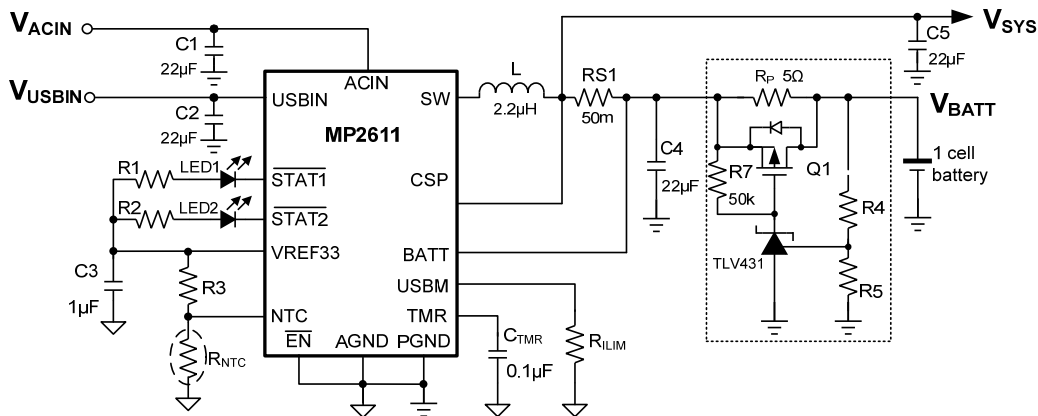 VACIN
C1
22µF
VUSBIN
C2
22µF
ACIN
USBIN
SW
MP2611
CSP
R1
LED1
STAT1
R2
LED2
STAT2
VREF33
BATT
USBM
C3
1µF
R3
NTC
TMR
RNTC
EN
AGND
PGND
CTMR
0.1µF
RILIM
L
2.2µH
RS1
50m
C4
22µF
VSYS
C5
22µF
RP 5Ω
VBATT
R7
50k
Q1
TLV431
R4
R5
1 cell
battery